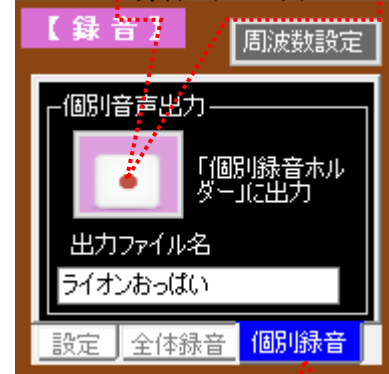 【録音】
周波数設定
個別音声出力
「個別録音ホル
ダー」に出力
出力ファイル名
ライオンおっぱい
設定
全体録音
個別録音